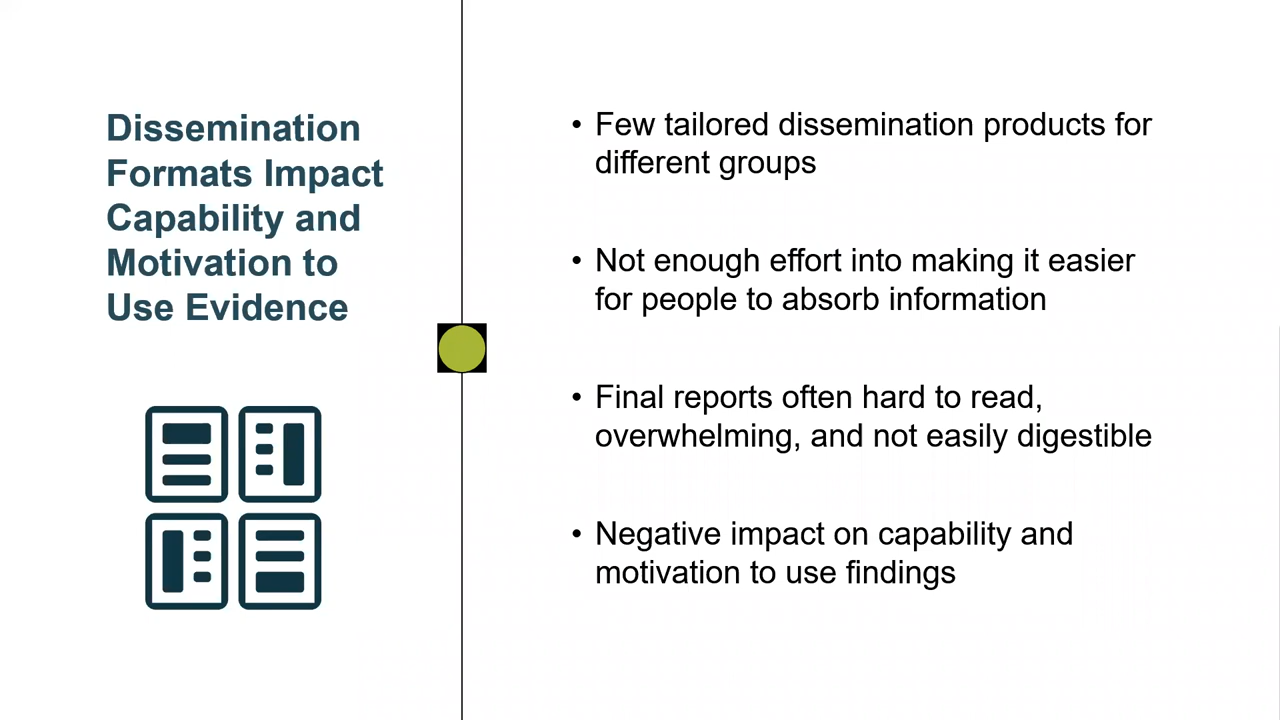 Dissemination
Formats Impact
Capability and
Motivation to
Use Evidence
• Few tailored dissemination products for
different groups
• Not enough effort into making it easier
for people to absorb information
• Final reports often hard to read,
overwhelming, and not easily digestible
• Negative impact on capability and
motivation to use findings